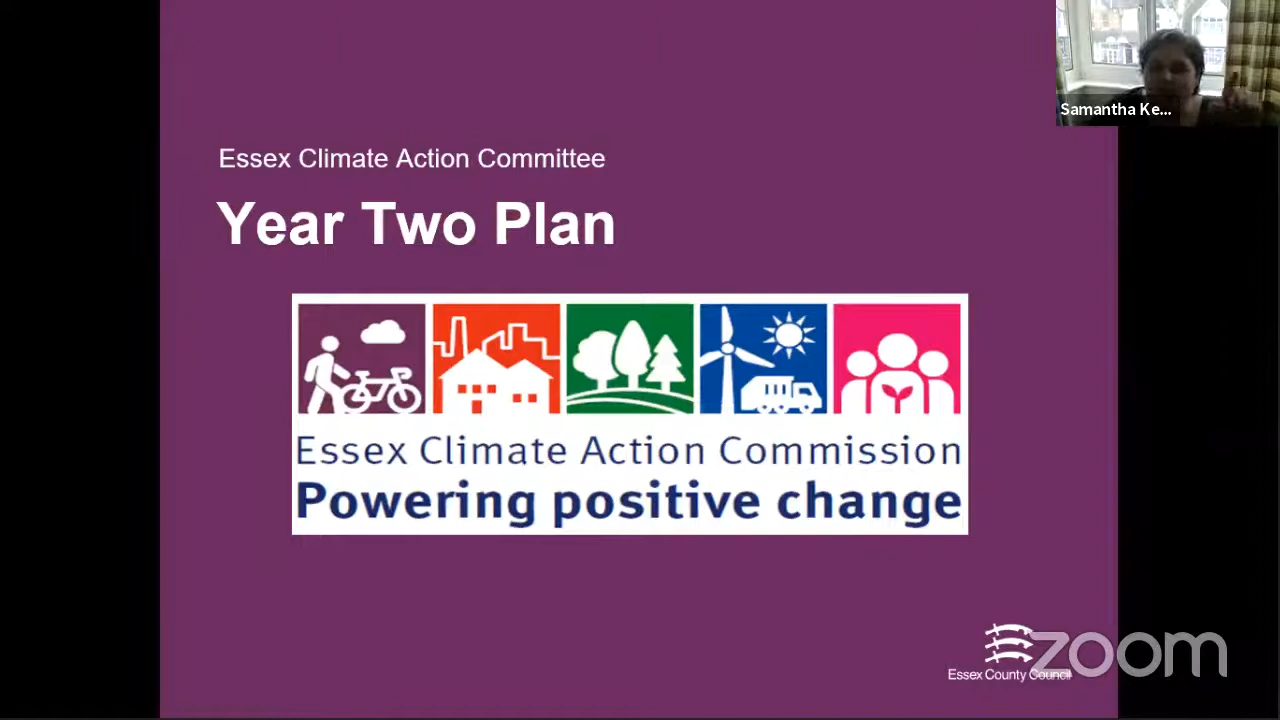 Samantha Ke...
Essex Climate Action Committee
Year Two Plan
Essex Climate Action Commission
Powering positive change
Essex County Council
zoom